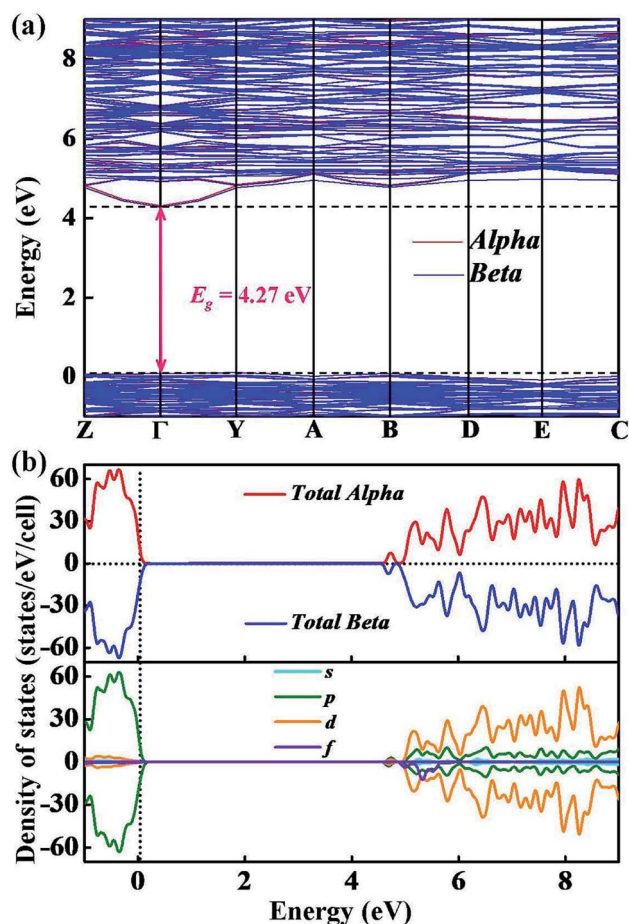 (a)
8
6
4
2
0
Energy (eV)
Alpha
Beta
Eg = 4.27 eV
Z Γ Y A B D E C
(b)
60
30
0
-30
-60
Total Alpha
Total Beta
60
30
0
-30
-60
s
p
d
f
Density of states (states/eV/cell)
0 2 4 6 8
Energy (eV)